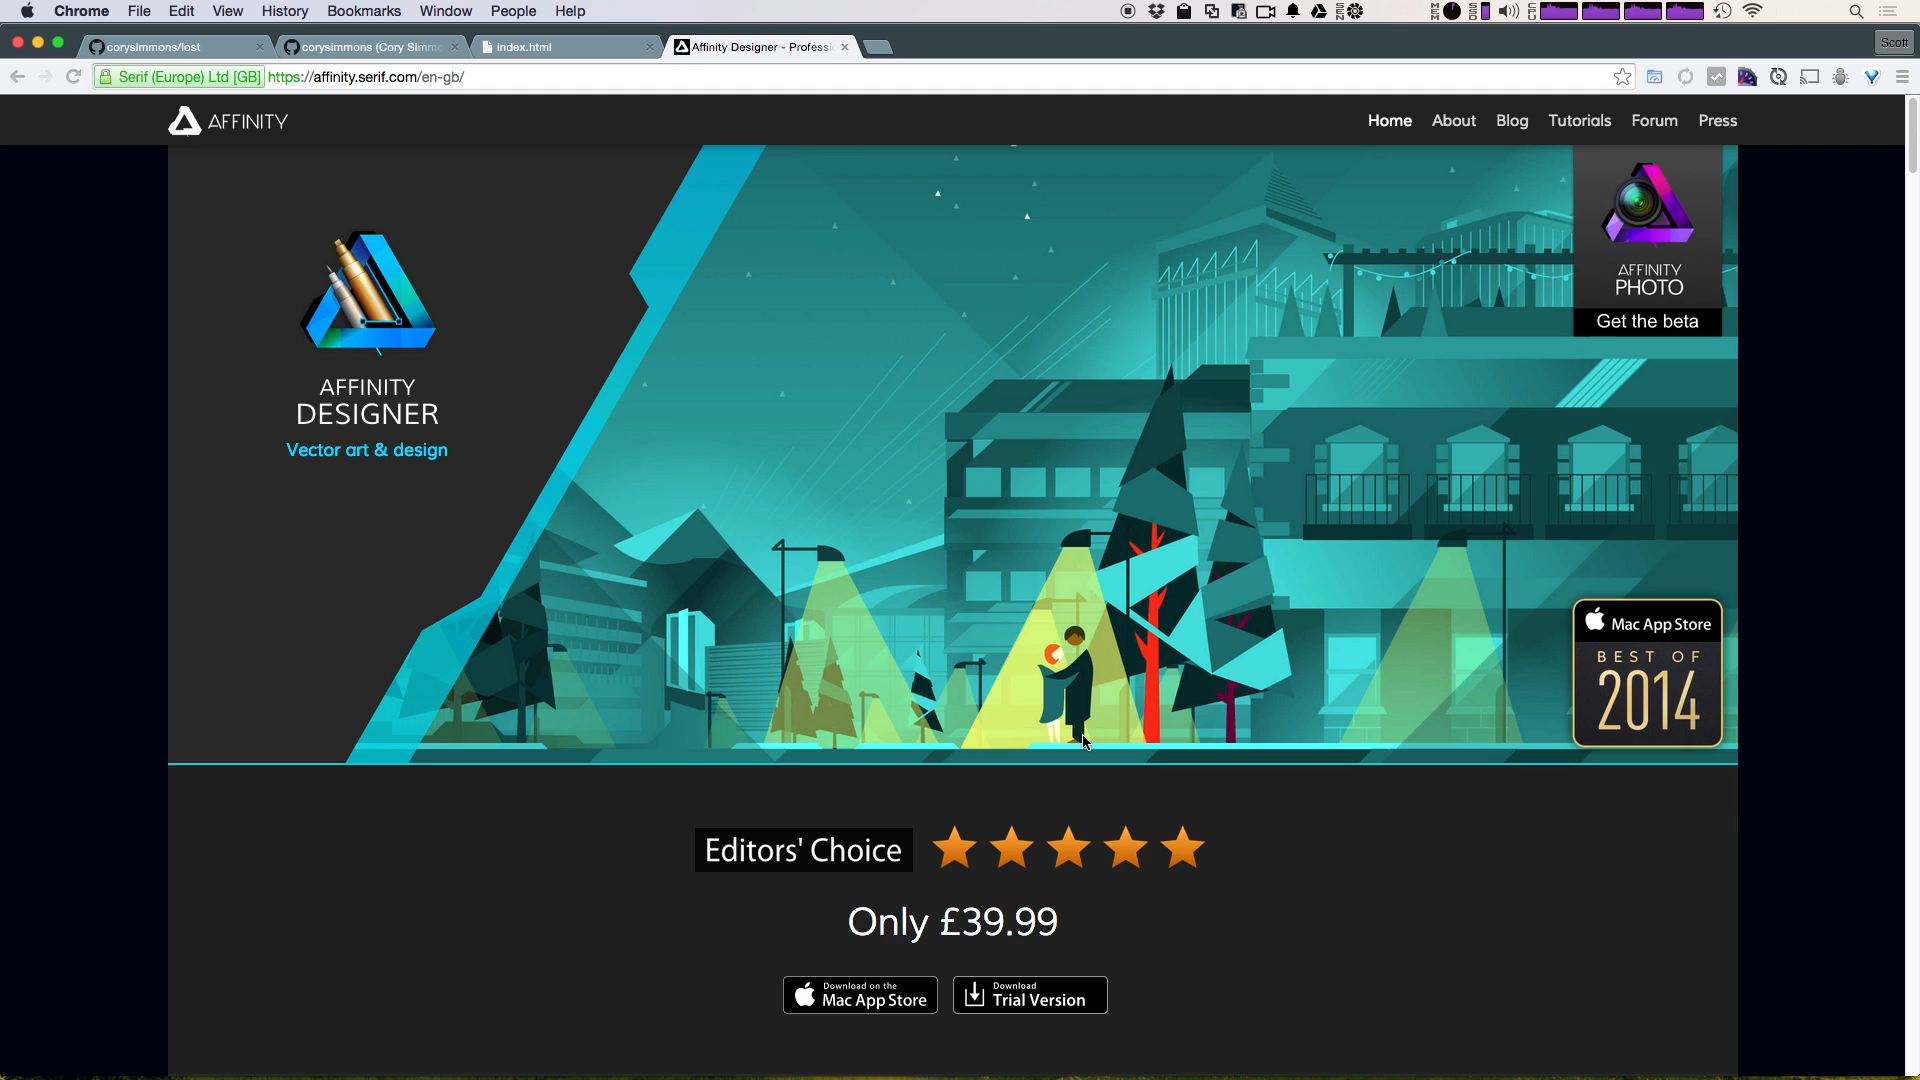 Chrome File Edit View History Bookmarks Window People Help
corysimmons/lost
corysimmons (Cory Simm
index.html
Affinity Designer - Professi
Scott
Serif (Europe) Ltd [GB] https://affinity.serif.com/en-gb/
AFFINITY
Home About Blog Tutorials Forum Press
AFFINITY
PHOTO
Get the beta
AFFINITY
DESIGNER
Vector art & design
Mac App Store
BEST OF
2014
Editors' Choice
Only £39.99
Download on the
Mac App Store
Download
Trial Version